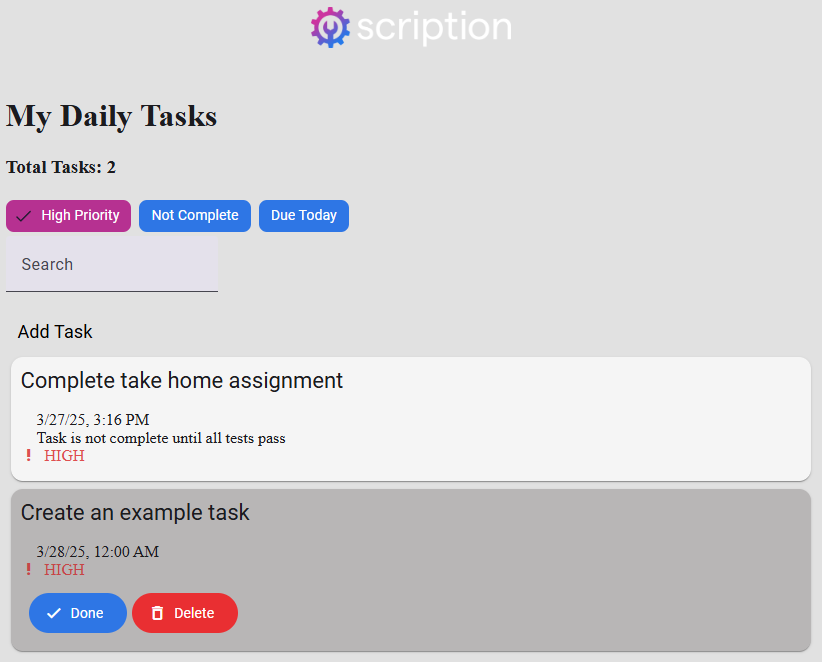 scription
My Daily Tasks
Total Tasks: 2
High Priority Not Complete Due Today
Search
Add Task
Complete take home assignment
3/27/25, 3:16 PM
Task is not complete until all tests pass
! HIGH
Create an example task
3/28/25, 12:00 AM
! HIGH
Done Delete